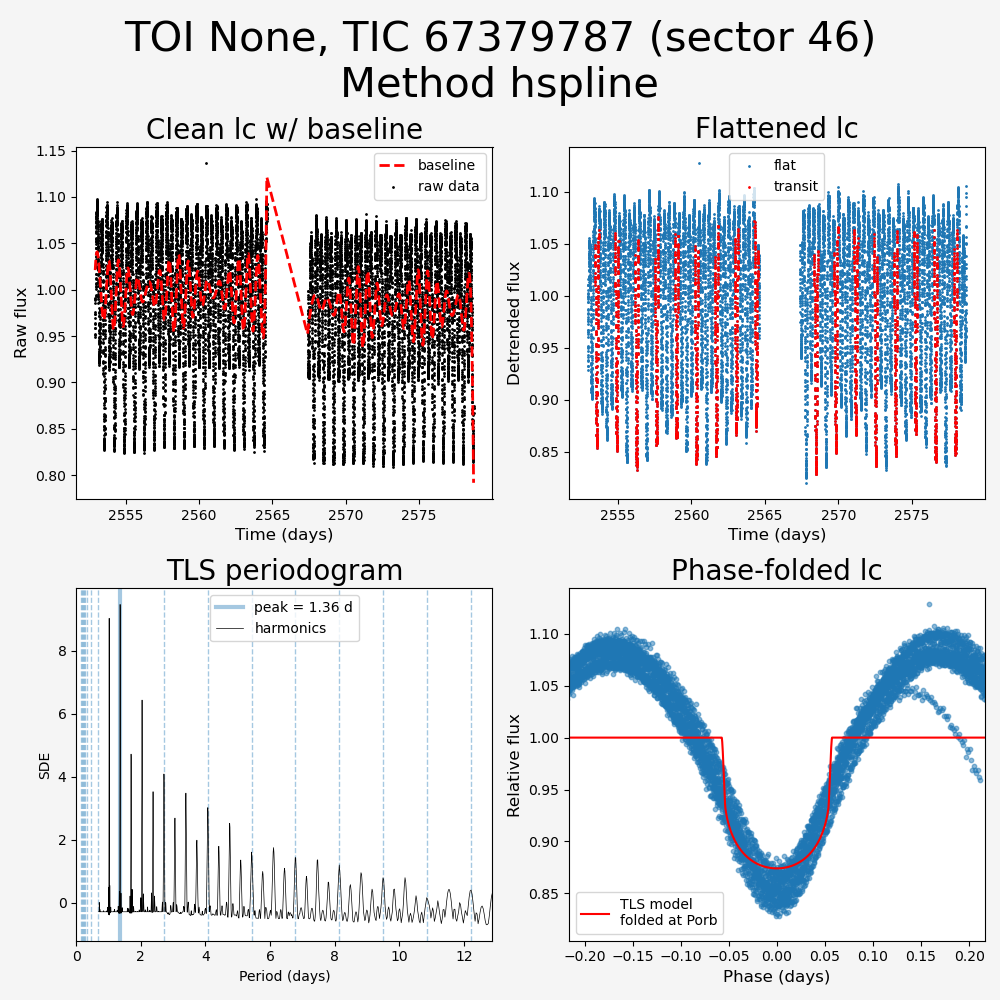 TOI None, TIC 67379787 (sector 46)
Method hspline
Clean lc w/ baseline
Flattened lc
1.15
1.10
1.05
1.00
0.95
0.90
0.85
0.80
Raw flux
baseline
raw data
2555
2560
2565
2570
2575
Time (days)
1.10
1.05
1.00
0.95
0.90
0.85
Detrended flux
flat
transit
2555
2560
2565
2570
2575
Time (days)
TLS periodogram
Phase-folded lc
8
6
4
2
0
SDE
peak = 1.36 d
harmonics
0
2
4
6
8
10
12
Period (days)
1.10
1.05
1.00
0.95
0.90
0.85
Relative flux
TLS model
folded at Porb
−0.20
−0.15
−0.10
−0.05
0.00
0.05
0.10
0.15
0.20
Phase (days)